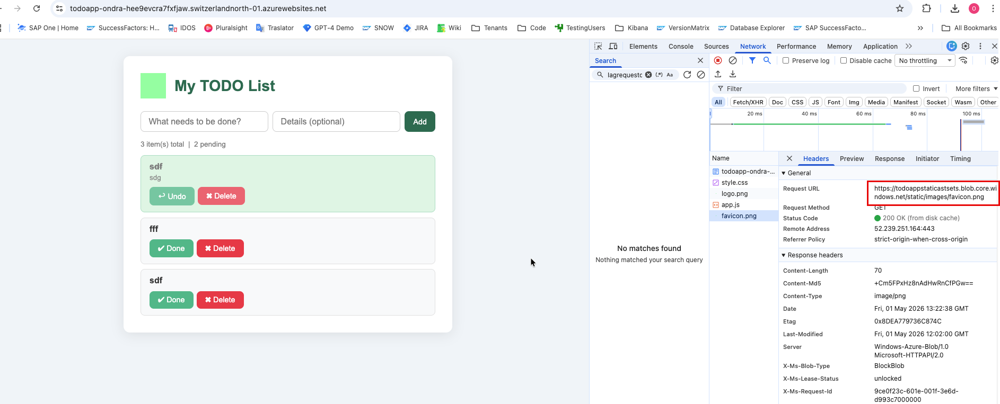 todoapp-ondra-hee9evcra7fxfjaw.switzerlandnorth-01.azurewebsites.net
O
SAP One | Home
SuccessFactors: H...
IDOS
Pluralsight
Traslator
GPT-4 Demo
SNOW
JIRA
Wiki
Tenants
Code
TestingUsers
Kibana
VersionMatrix
Database Explorer
SAP SuccessFacto...
»
All Bookmarks
My TODO List
What needs to be done?
Details (optional)
Add
3 item(s) total | 2 pending
sdf
sdg
↩ Undo
✖ Delete
fff
✔ Done
✖ Delete
sdf
✔ Done
✖ Delete
Elements
Console
Sources
Network
Performance
Memory
Application
»
Search
lagrequestc
(.*)
Aa
No matches found
Nothing matched your search query
Preserve log
Disable cache
No throttling
Filter
Invert
More filters
All
Fetch/XHR
Doc
CSS
JS
Font
Img
Media
Manifest
Socket
Wasm
Other
20 ms
40 ms
60 ms
80 ms
100 ms
Name
todoapp-ondra-...
style.css
logo.png
app.js
favicon.png
Headers
Preview
Response
Initiator
Timing
General
Request URL
https://todoappstaticastsets.blob.core.wi
ndows.net/static/images/favicon.png
Request Method
GET
Status Code
200 OK (from disk cache)
Remote Address
52.239.251.164:443
Referrer Policy
strict-origin-when-cross-origin
Response headers
Content-Length
70
Content-Md5
+Cm5FPxHz8nAdHwRnCfPGw==
Content-Type
image/png
Date
Fri, 01 May 2026 13:22:38 GMT
Etag
0x8DEA779736C874C
Last-Modified
Fri, 01 May 2026 12:02:00 GMT
Server
Windows-Azure-Blob/1.0
Microsoft-HTTPAPI/2.0
X-Ms-Blob-Type
BlockBlob
X-Ms-Lease-Status
unlocked
X-Ms-Request-Id
9ce0f23c-601e-001f-3e6d-
d993c7000000